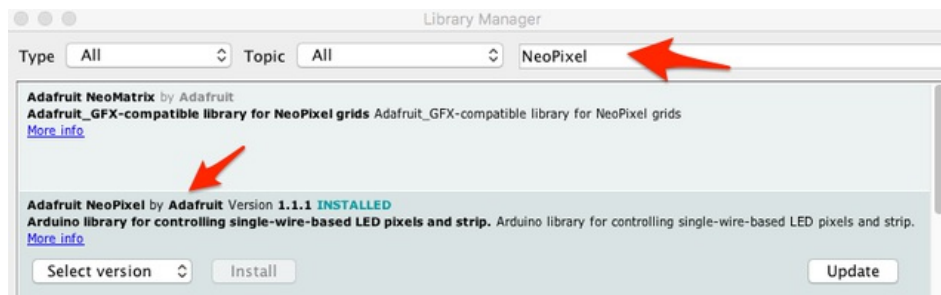 Library Manager
Type All Topic All NeoPixel
Adafruit NeoMatrix by Adafruit
Adafruit_GFX-compatible library for NeoPixel grids Adafruit_GFX-compatible library for NeoPixel grids
More info
Adafruit NeoPixel by Adafruit Version 1.1.1 INSTALLED
Arduino library for controlling single-wire-based LED pixels and strip. Arduino library for controlling single-wire-based LED pixels and strip.
More info
Select version Install Update